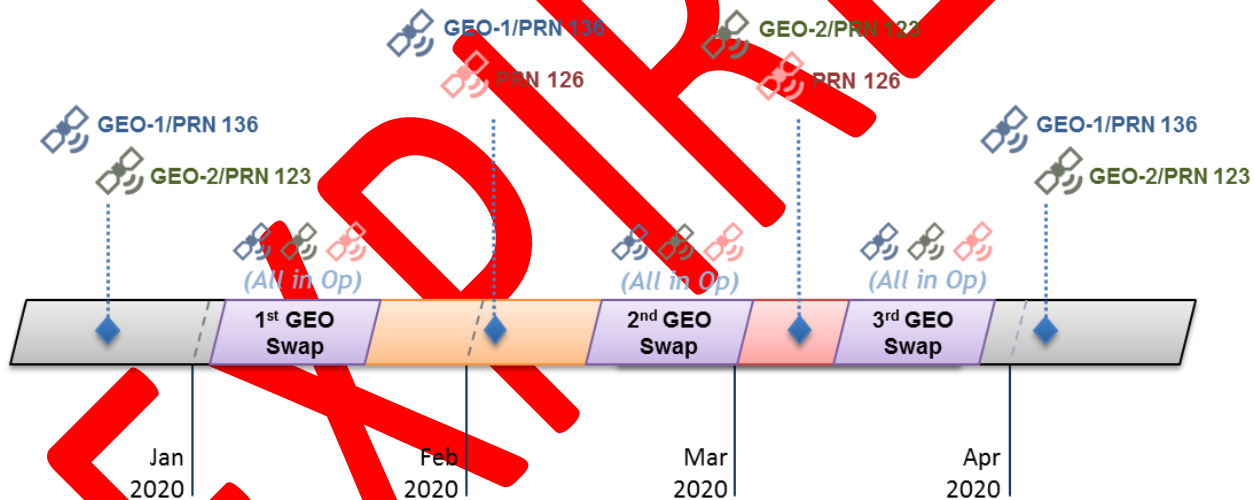 GEO-1/PRN 136
PRN 126
GEO-2/PRN 123
PRN 126
GEO-1/PRN 136
GEO-2/PRN 123
GEO-1/PRN 136
GEO-2/PRN 123
(All in Op)
(All in Op)
(All in Op)
1st GEO
Swap
2nd GEO
Swap
3rd GEO
Swap
Jan
2020
Feb
2020
Mar
2020
Apr
2020
EXPIRED